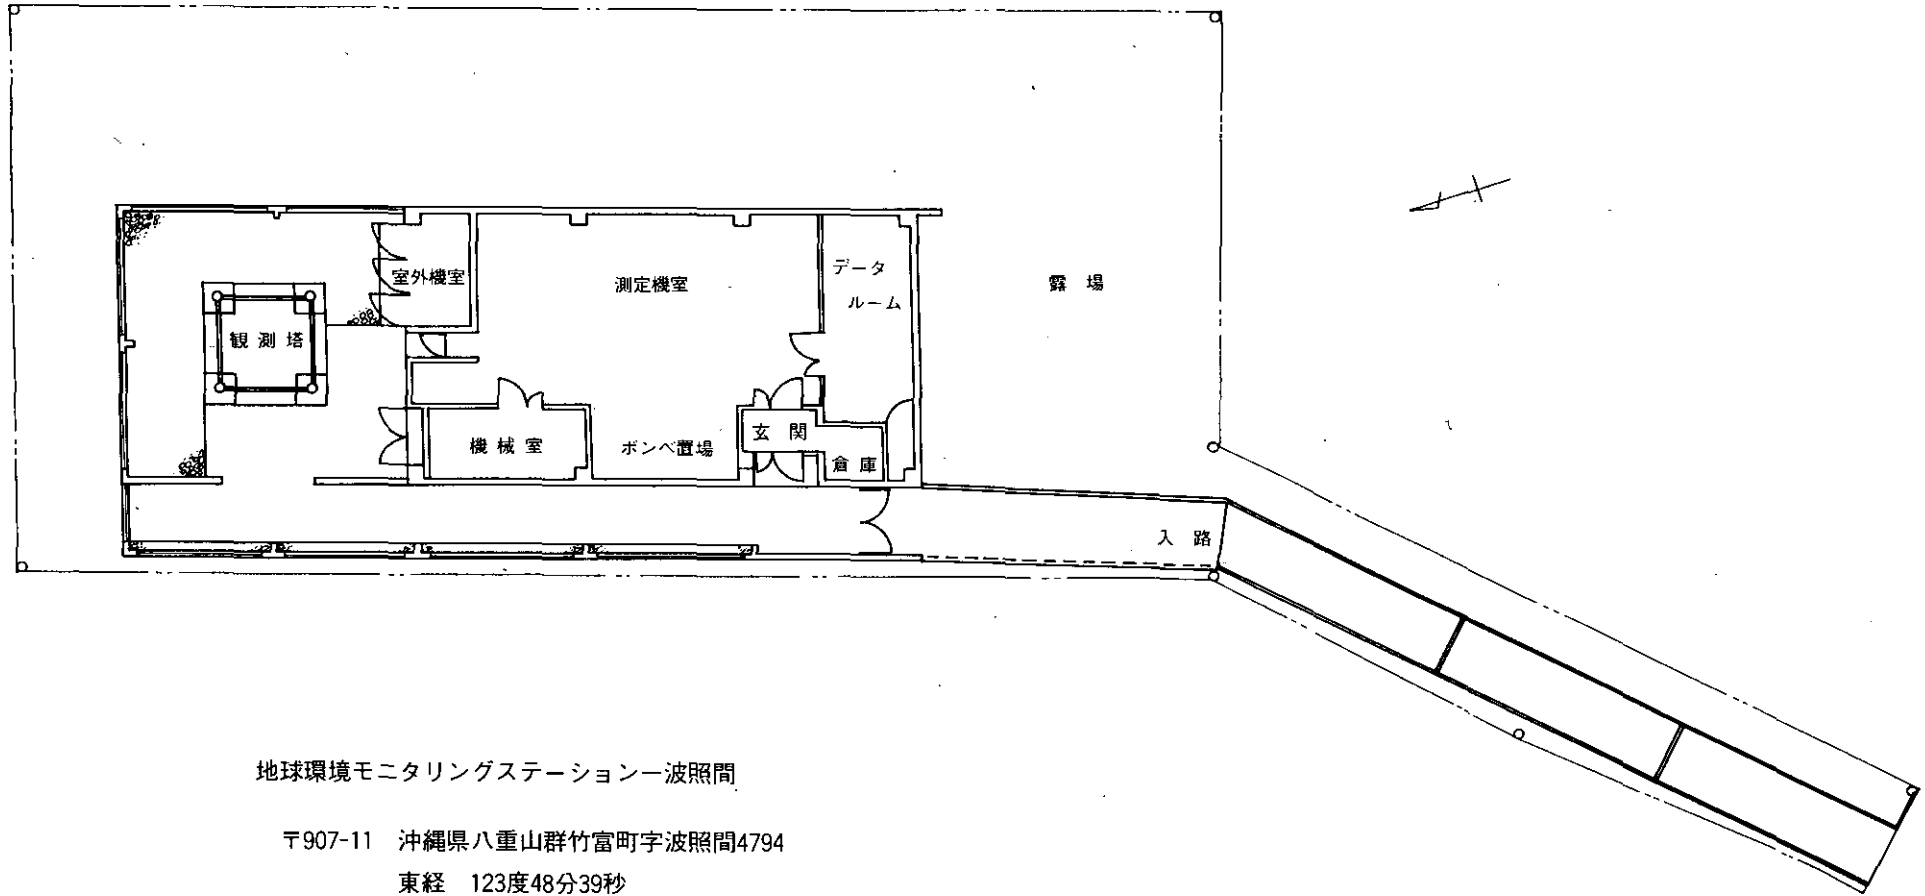 室外機室
測定機室
データ
ルーム
露場
観測塔
機械室
ボンベ置場
玄関
倉庫
入路
地球環境モニタリングステーション一波照間
〒907-11 沖縄県八重山群竹富町字波照間4794
東経 123度48分39秒